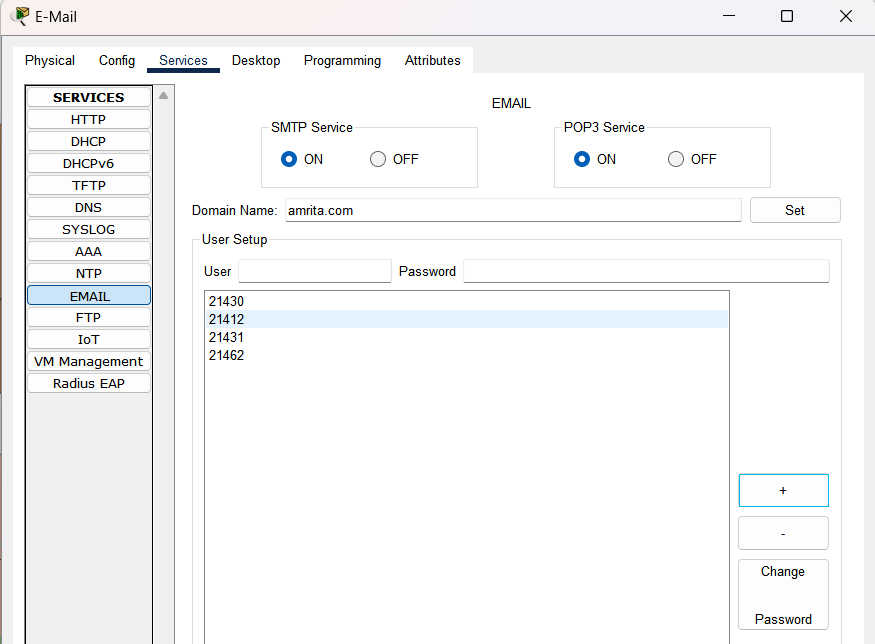 E-Mail
Physical Config Services Desktop Programming Attributes
SERVICES
HTTP
DHCP
DHCPv6
TFTP
DNS
SYSLOG
AAA
NTP
EMAIL
FTP
IoT
VM Management
Radius EAP
EMAIL
SMTP Service
ON OFF
POP3 Service
ON OFF
Domain Name: amrita.com Set
User Setup
User Password
21430
21412
21431
21462
+
-
Change
Password